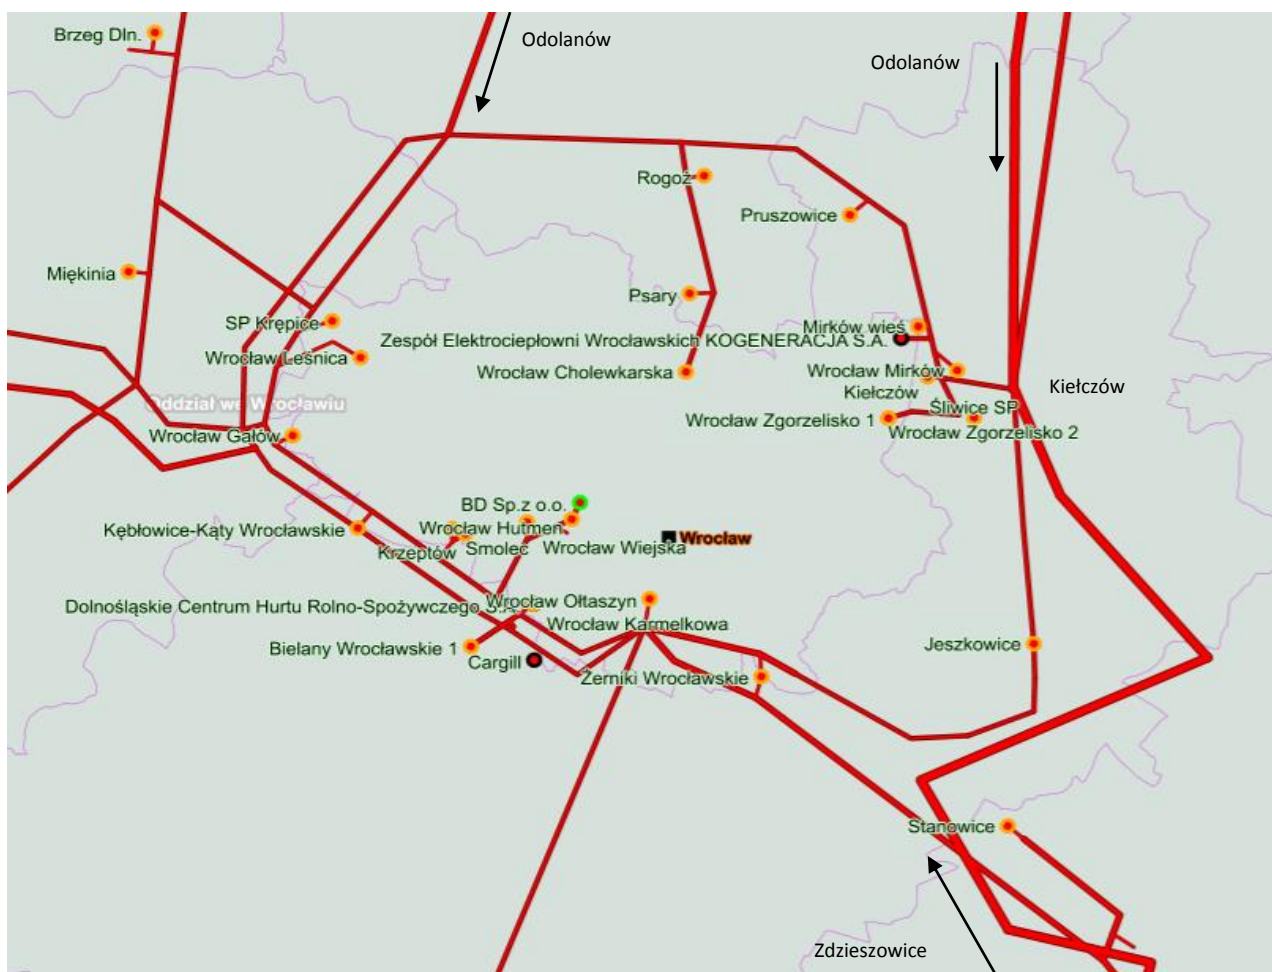 Brzeg Dln.
Odolanów
Odolanów
Rogoż
Pruszowice
Miękinia
Psary
SP Krępice
Mirków wieś
Zespół Elektrociepłowni Wrocławskich KOGENERACJA S.A.
Wrocław Leśnica
Wrocław Cholewkarska
Wrocław Mirków
Kiełczów
Kiełczów
Oddział we Wrocławiu
Śliwice SP
Wrocław Zgorzelisko 1
Wrocław Zgorzelisko 2
Wrocław Gałów
BD Sp.z o.o.
Kębłowice-Kąty Wrocławskie
Wrocław Hutmen
Wrocław
Krzeptów
Smolec
Wrocław Wiejska
Dolnośląskie Centrum Hurtu Rolno-Spożywczego S.A.
Wrocław Ołtaszyn
Wrocław Karmelkowa
Bielany Wrocławskie 1
Cargill
Jeszkowice
Żerniki Wrocławskie
Stanowice
Zdzieszowice